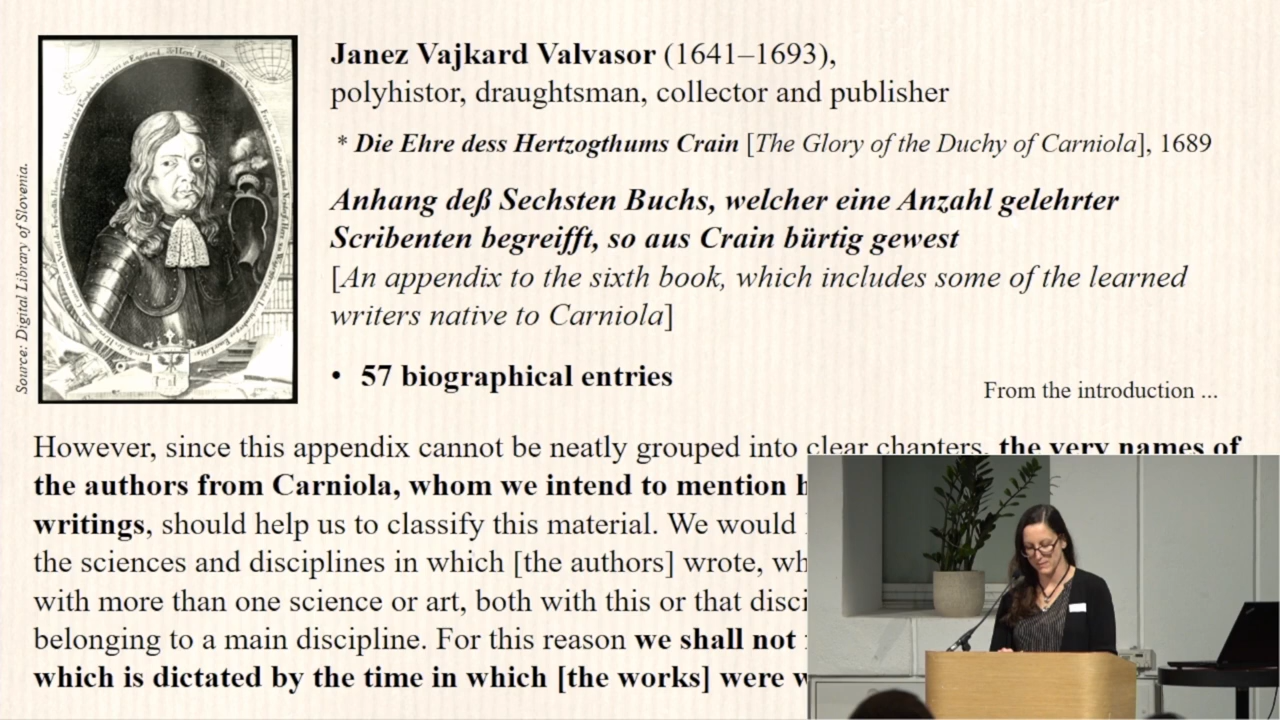 Source: Digital Library of Slovenia.
Janez Vajkard Valvasor (1641–1693),
polyhistor, draughtsman, collector and publisher
* Die Ehre dess Hertzogthums Crain [The Glory of the Duchy of Carniola], 1689
Anhang deß Sechsten Buchs, welcher eine Anzahl gelehrter
Scribenten begreifft, so aus Crain bürtig gewest
[An appendix to the sixth book, which includes some of the learned
writers native to Carniola]
• 57 biographical entries
From the introduction ...
However, since this appendix cannot be neatly grouped into clear chapters, the very names of
the authors from Carniola, whom we intend to mention
writings, should help us to classify this material. We would
the sciences and disciplines in which [the authors] wrote,
with more than one science or art, both with this or that
belonging to a main discipline. For this reason we shall not
which is dictated by the time in which [the works] were